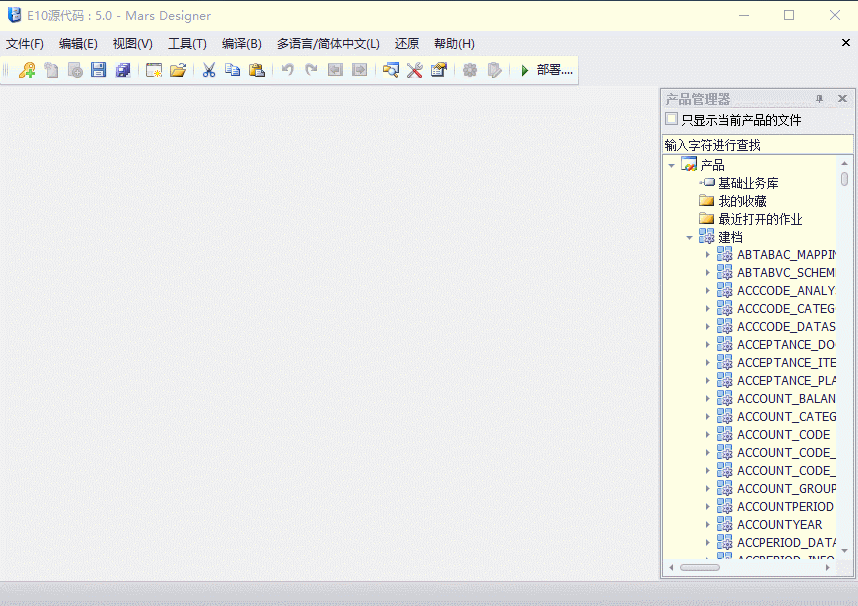 E10源代码 : 5.0 - Mars Designer
文件(F) 编辑(E) 视图(V) 工具(T) 编译(B) 多语言/简体中文(L) 还原 帮助(H)
部署....
产品管理器
只显示当前产品的文件
输入字符进行查找
产品
基础业务库
我的收藏
最近打开的作业
建档
ABTABAC_MAPPIN
ABTABVC_SCHEM
ACCCODE_ANALY
ACCCODE_CATEG
ACCCODE_DATAS
ACCEPTANCE_DO
ACCEPTANCE_ITE
ACCEPTANCE_PLA
ACCOUNT_BALAN
ACCOUNT_CATEG
ACCOUNT_CODE
ACCOUNT_CODE_
ACCOUNT_CODE_
ACCOUNT_GROUP
ACCOUNTPERIOD
ACCOUNTYEAR
ACCPERIOD_DATA
ACCPERIOD_INFO